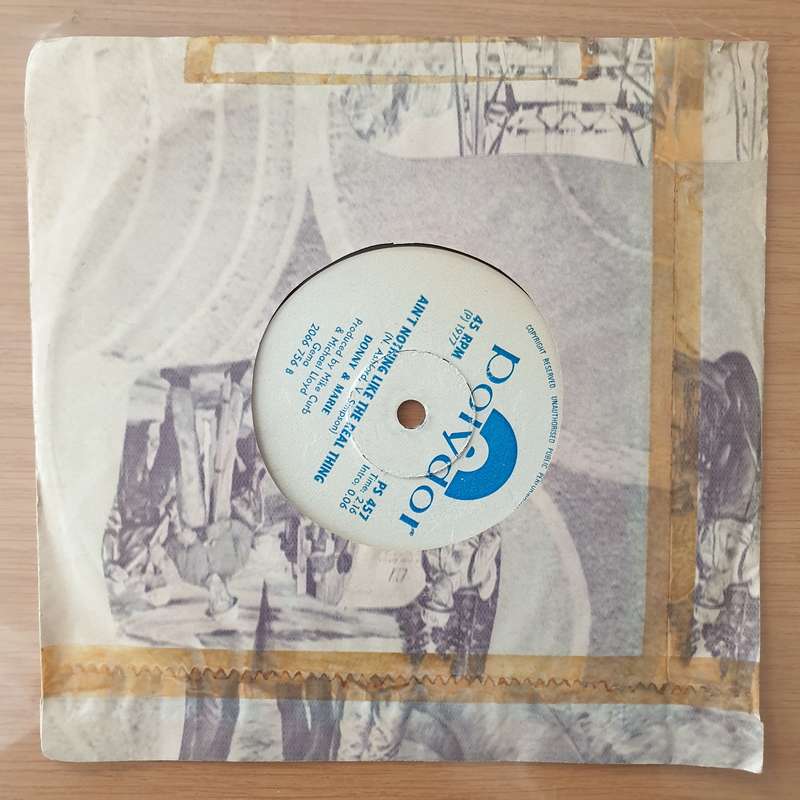 COPYRIGHT RESERVED UNAUTHORISED PUBLIC
polydor
45 RPM
(P) 1977
PS 457
Time: 2.16
Intro; 0.06
AIN'T NOTHING LIKE THE REAL THING
(N. Ashford, V. Simpson)
DONNY & MARIE
Produced by Mike Curb
& Michael Lloyd
Gema
2066 756 B